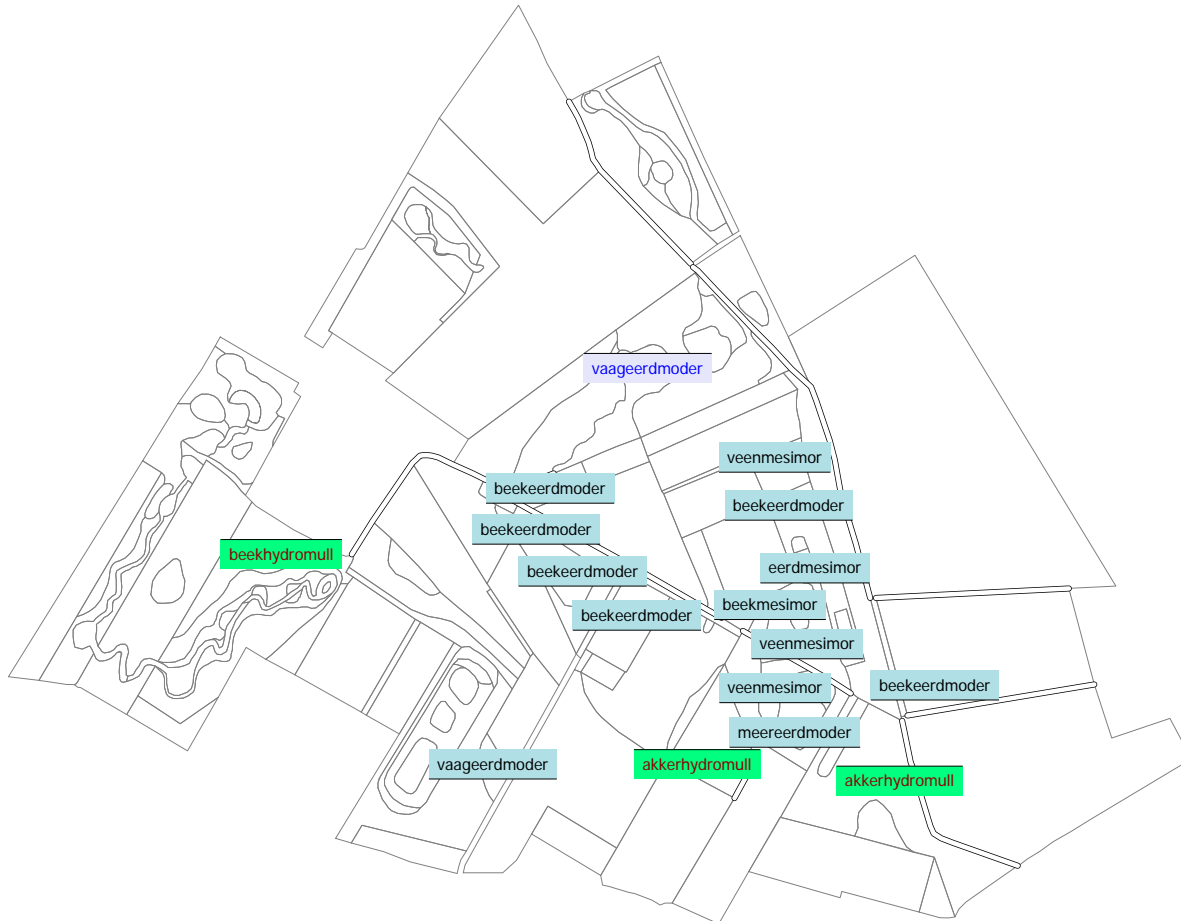 vaageerdmoder
veenmesimor
beekeerdmoder
beekeerdmoder
beekeerdmoder
beekhydromull
eerdmesimor
beekeerdmoder
beekmesimor
beekeerdmoder
veenmesimor
beekeerdmoder
veenmesimor
meereerdmoder
vaageerdmoder
akkerhydromull
akkerhydromull